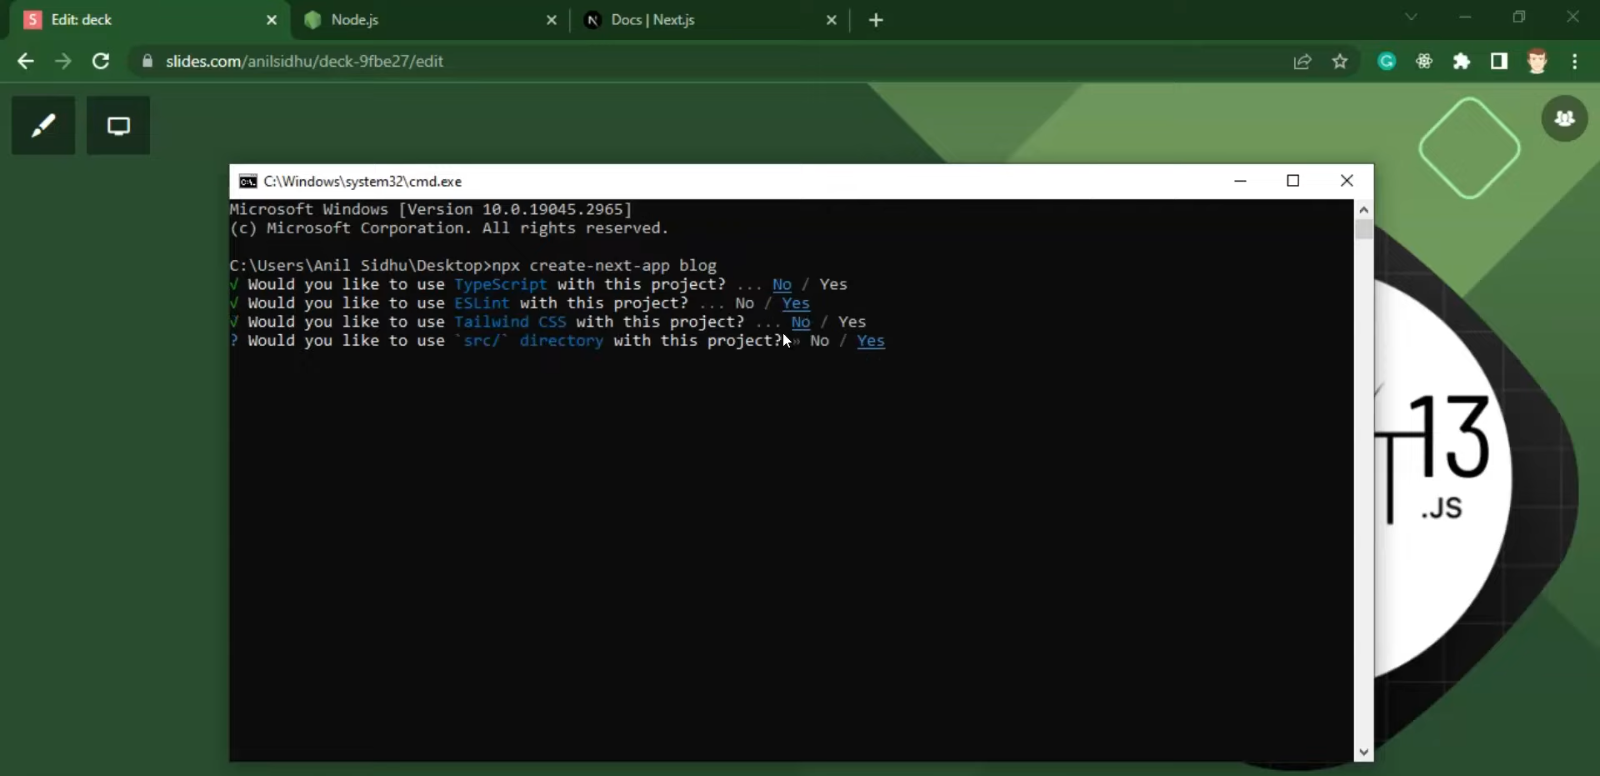 Edit: deck
Node.js
Docs | Next.js
slides.com/anilsidhu/deck-9fbe27/edit
C:\Windows\system32\cmd.exe
Microsoft Windows [Version 10.0.19045.2965]
(c) Microsoft Corporation. All rights reserved.
C:\Users\Anil Sidhu\Desktop>npx create-next-app blog
√ Would you like to use TypeScript with this project? ... No / Yes
√ Would you like to use ESLint with this project? ... No / Yes
√ Would you like to use Tailwind CSS with this project? ... No / Yes
? Would you like to use `src/` directory with this project? » No / Yes
13
.JS